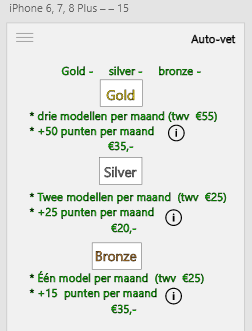 iPhone 6, 7, 8 Plus – – 15
Auto-vet
Gold - silver - bronze -
Gold
* drie modellen per maand (twv €55)
* +50 punten per maand i
€35,-
Silver
* Twee modellen per maand (twv €25)
* +25 punten per maand i
€20,-
Bronze
* Één model per maand (twv €25)
* +15 punten per maand i
€35,-